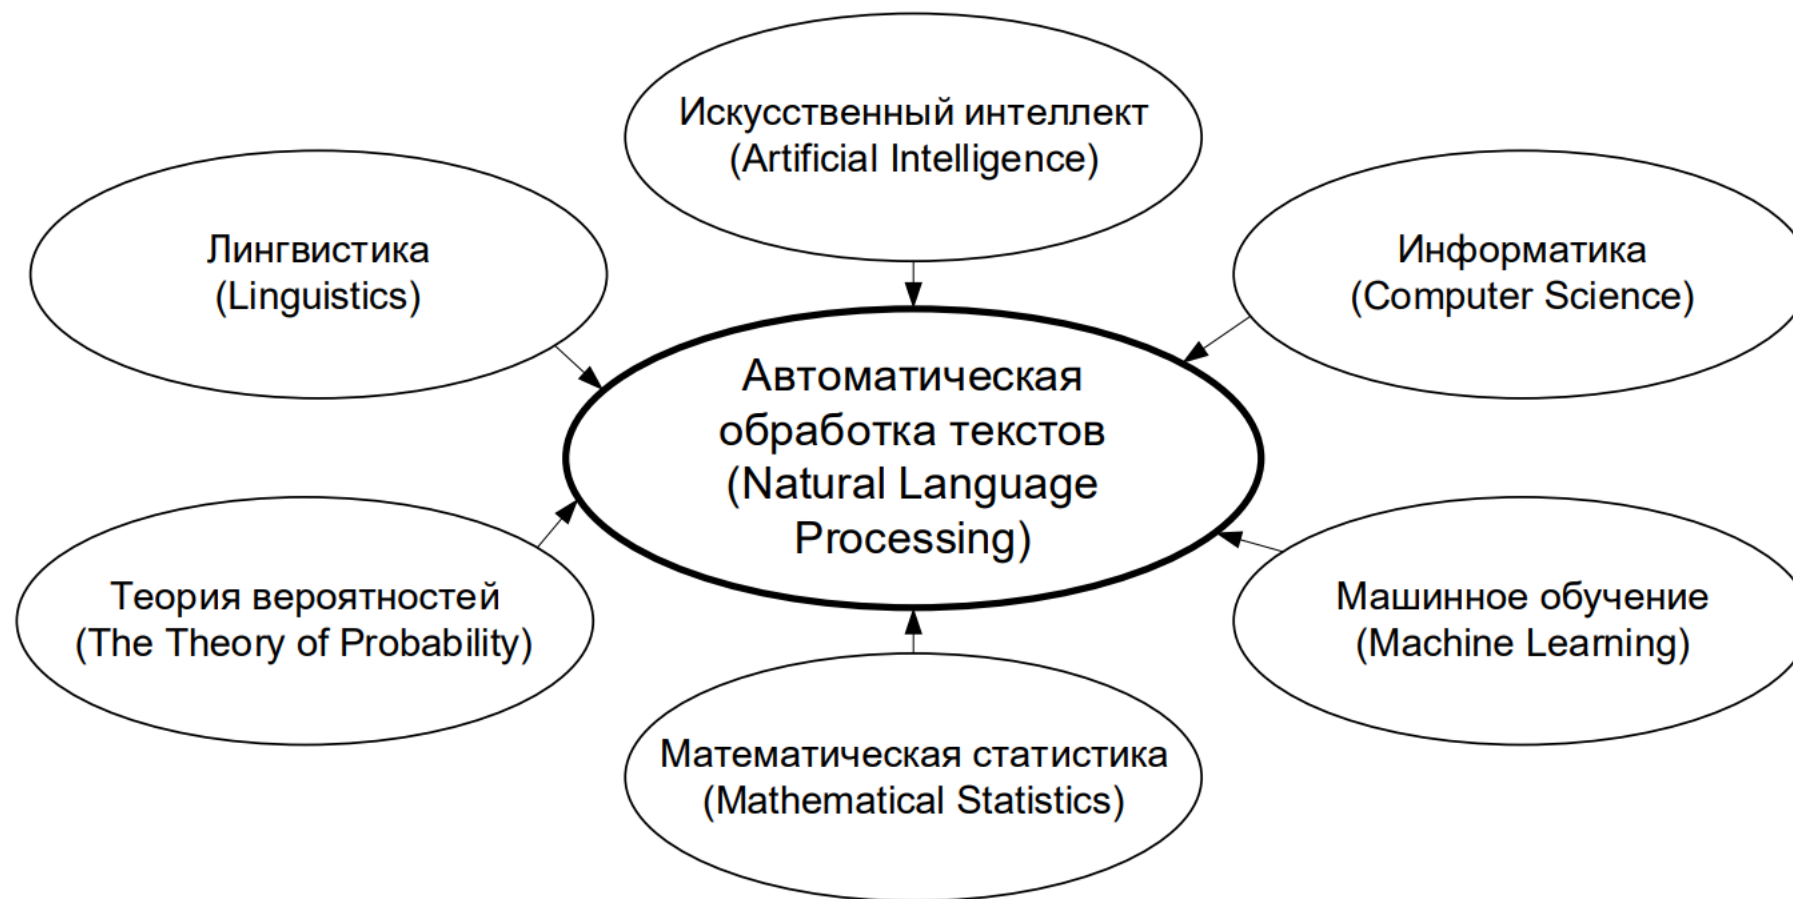 Искусственный интеллект
(Artificial Intelligence)
Лингвистика
(Linguistics)
Информатика
(Computer Science)
Автоматическая
обработка текстов
(Natural Language
Processing)
Теория вероятностей
(The Theory of Probability)
Машинное обучение
(Machine Learning)
Математическая статистика
(Mathematical Statistics)